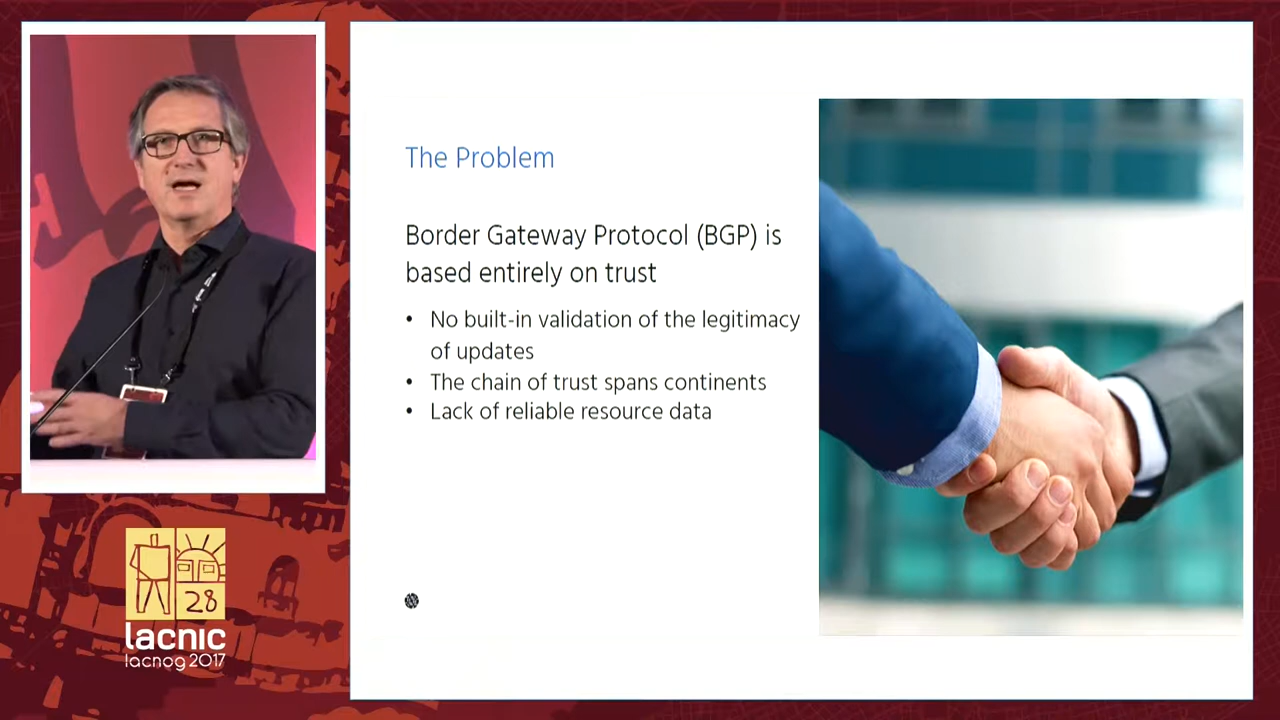 The Problem
Border Gateway Protocol (BGP) is
based entirely on trust
• No built-in validation of the legitimacy
of updates
• The chain of trust spans continents
• Lack of reliable resource data
28
lacnic
lacnog 2017